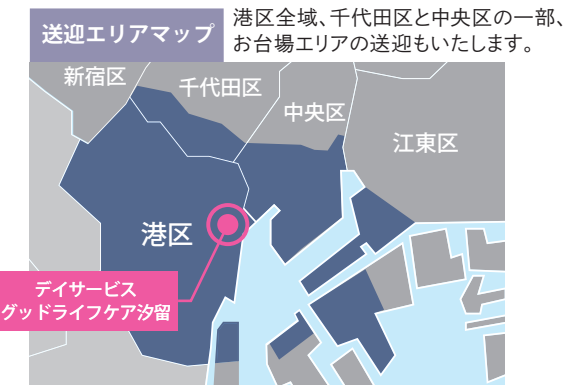 送迎エリアマップ
港区全域、千代田区と中央区の一部、
お台場エリアの送迎もいたします。
新宿区
千代田区
中央区
江東区
港区
デイサービス
グッドライフケア汐留